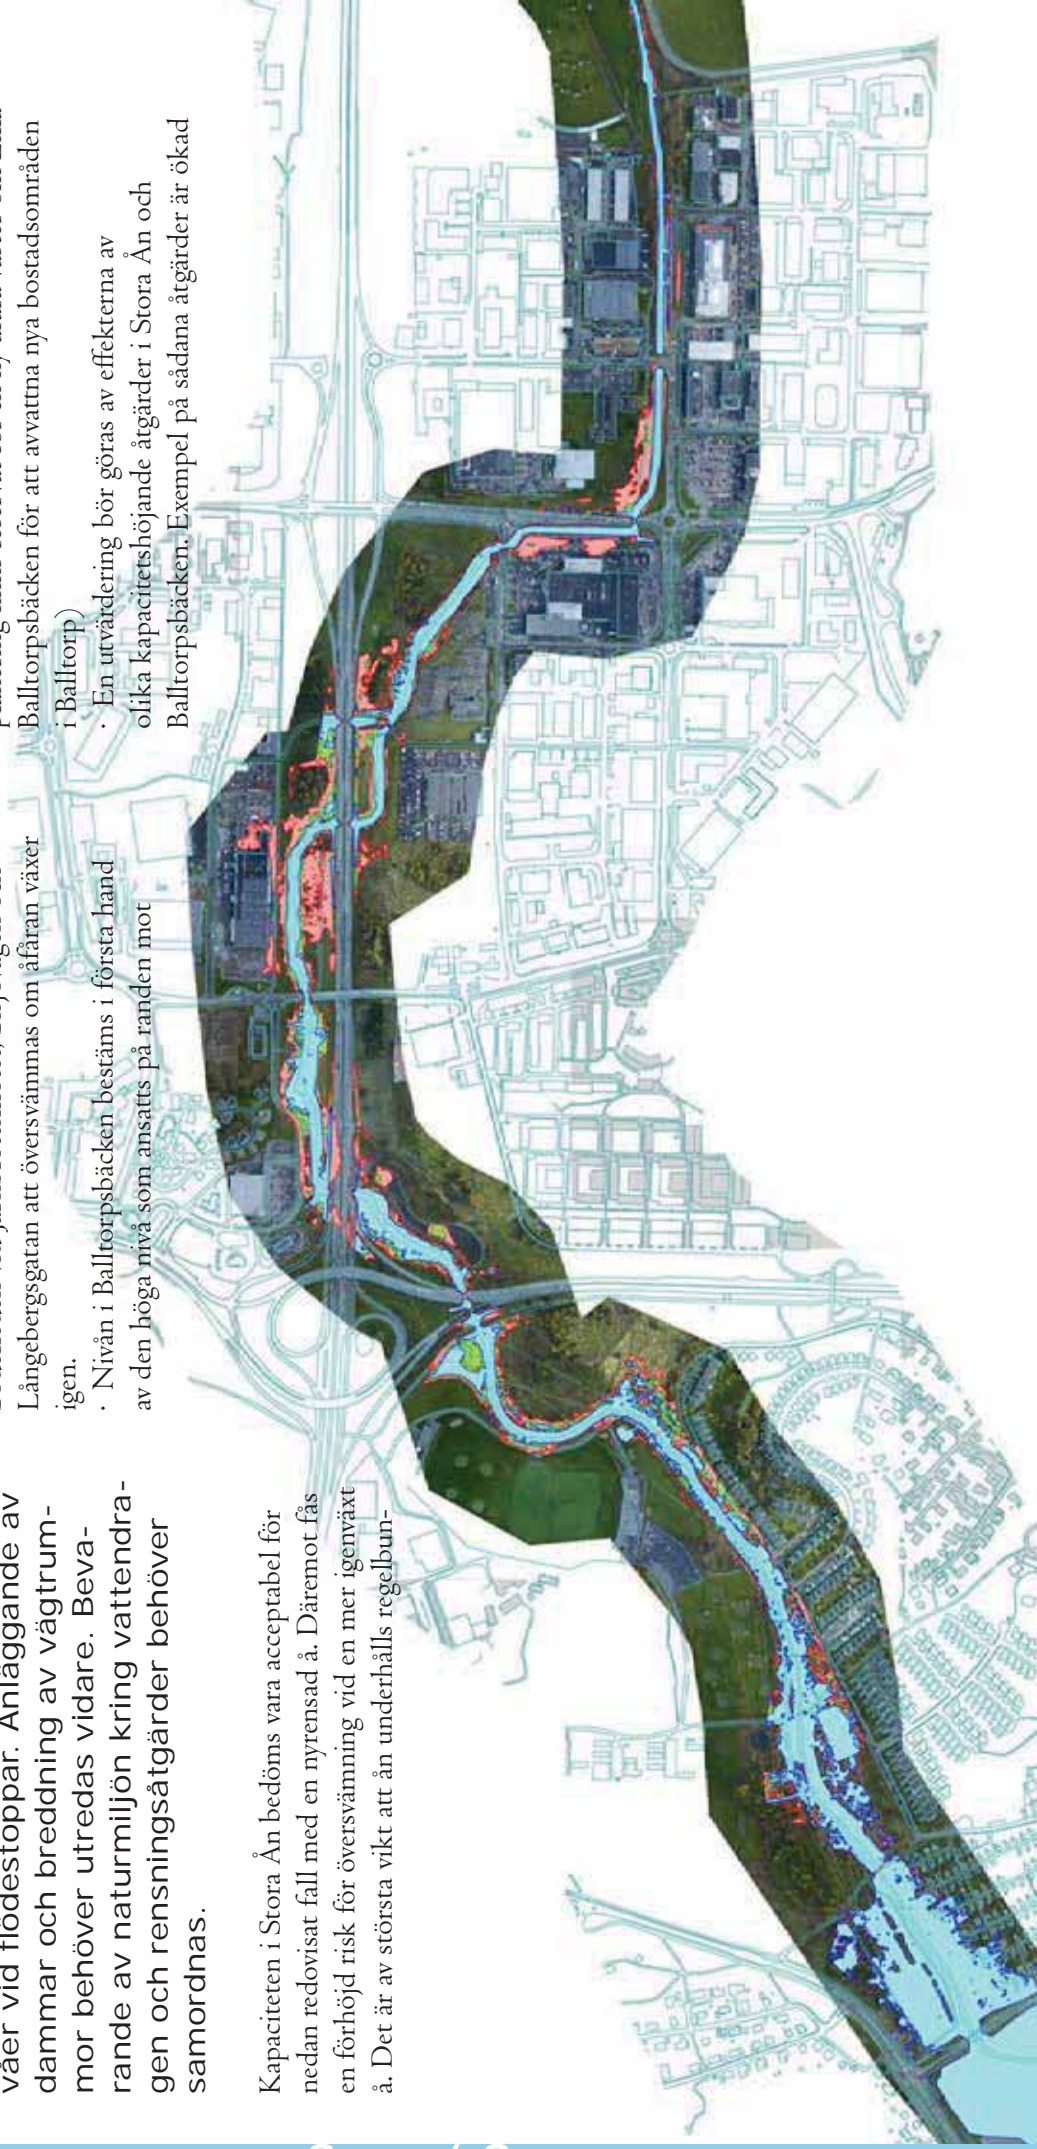 våer vid flödestoppar. Anläggande av
dammar och breddning av vägtrum-
mor behöver utredas vidare. Beva-
rande av naturmiljön kring vattendra-
gen och rensningsåtgärder behöver
samordnas.
Kapaciteten i Stora Ån bedöms vara acceptabel för
nedan redovisat fall med en nyrensad å. Däremot fås
en förhöjd risk för översvämning vid en mer igenväxt
å. Det är av största vikt att ån underhålls regelbun-
Långebergsgatan att översvämmas om åfåran växer
igen.
· Nivån i Balltorpsbäcken bestäms i första hand
av den höga nivå som ansatts på randen mot
Balltorpsbäcken för att avvattna nya bostadsområden
i Balltorp)
· En utvärdering bör göras av effekterna av
olika kapacitetshöjande åtgärder i Stora Ån och
Balltorpsbäcken. Exempel på sådana åtgärder är ökad